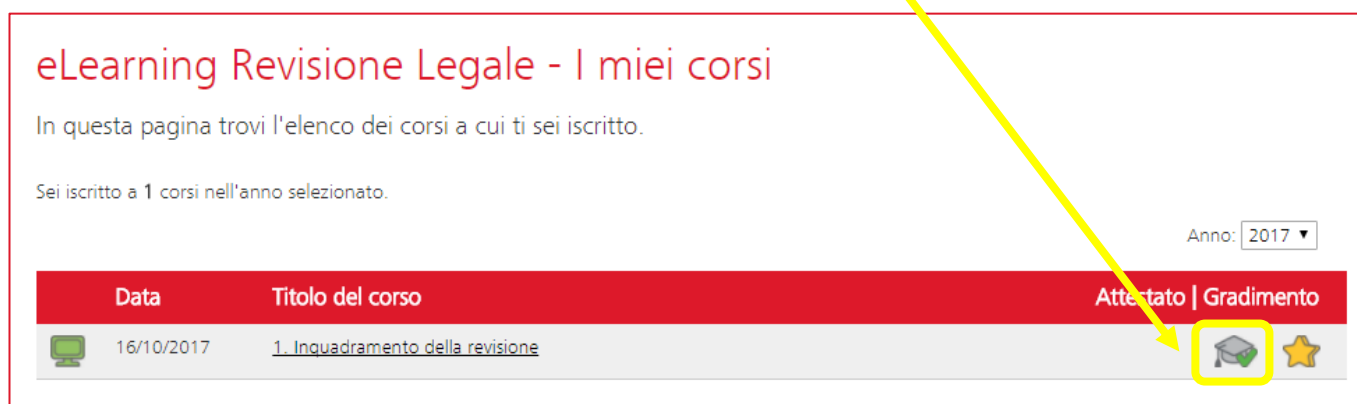 eLearning Revisione Legale - I miei corsi
In questa pagina trovi l'elenco dei corsi a cui ti sei iscritto.
Sei iscritto a 1 corsi nell'anno selezionato.
Anno: 2017
Data Titolo del corso Attestato | Gradimento
16/10/2017 1. Inquadramento della revisione